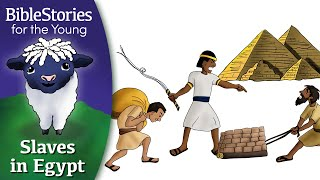 BibleStories
for the Young
Slaves
in Egypt